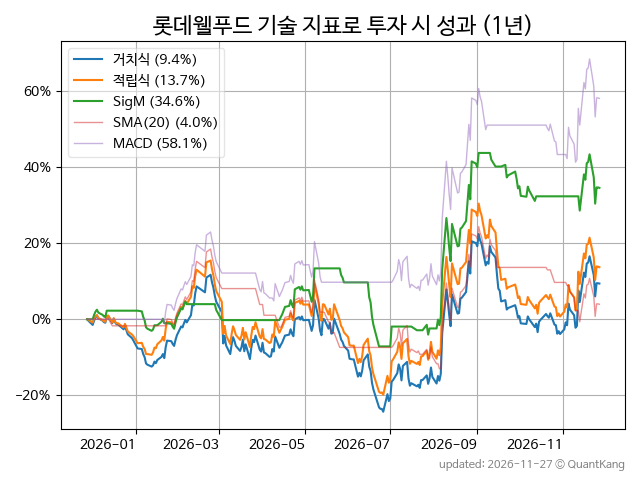 롯데웰푸드 기술 지표로 투자 시 성과 (1년)
거치식 (9.4%)
적립식 (13.7%)
SigM (34.6%)
SMA(20) (4.0%)
MACD (58.1%)
60%
40%
20%
0%
−20%
2026-01 2026-03 2026-05 2026-07 2026-09 2026-11
updated: 2026-11-27 © QuantKang